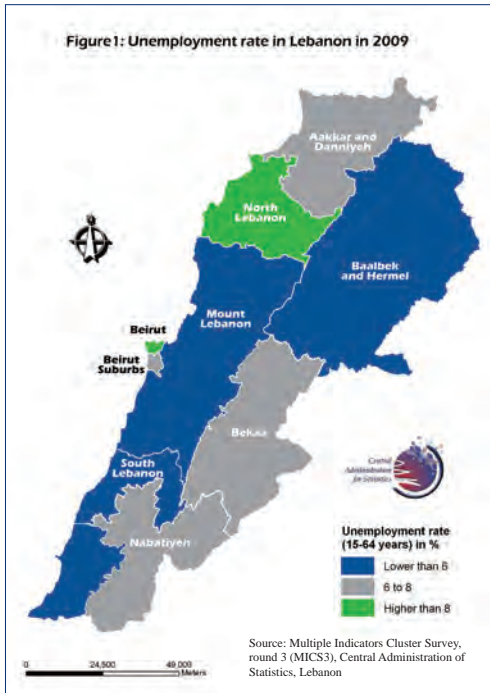 Figure1: Unemployment rate in Lebanon in 2009
Aakkar and
Danniyeh
North
Lebanon
Baalbek
and Hermel
Mount
Lebanon
Beirut
Beirut
Suburbs
Bekaa
South
Lebanon
Nabatiyeh
Central
Administration
for Statistics
Unemployment rate
(15-64 years) in %
Lower than 6
6 to 8
Higher than 8
Source: Multiple Indicators Cluster Survey,
round 3 (MICS3), Central Administration of
Statistics, Lebanon
0 24,500 49,000
Meters